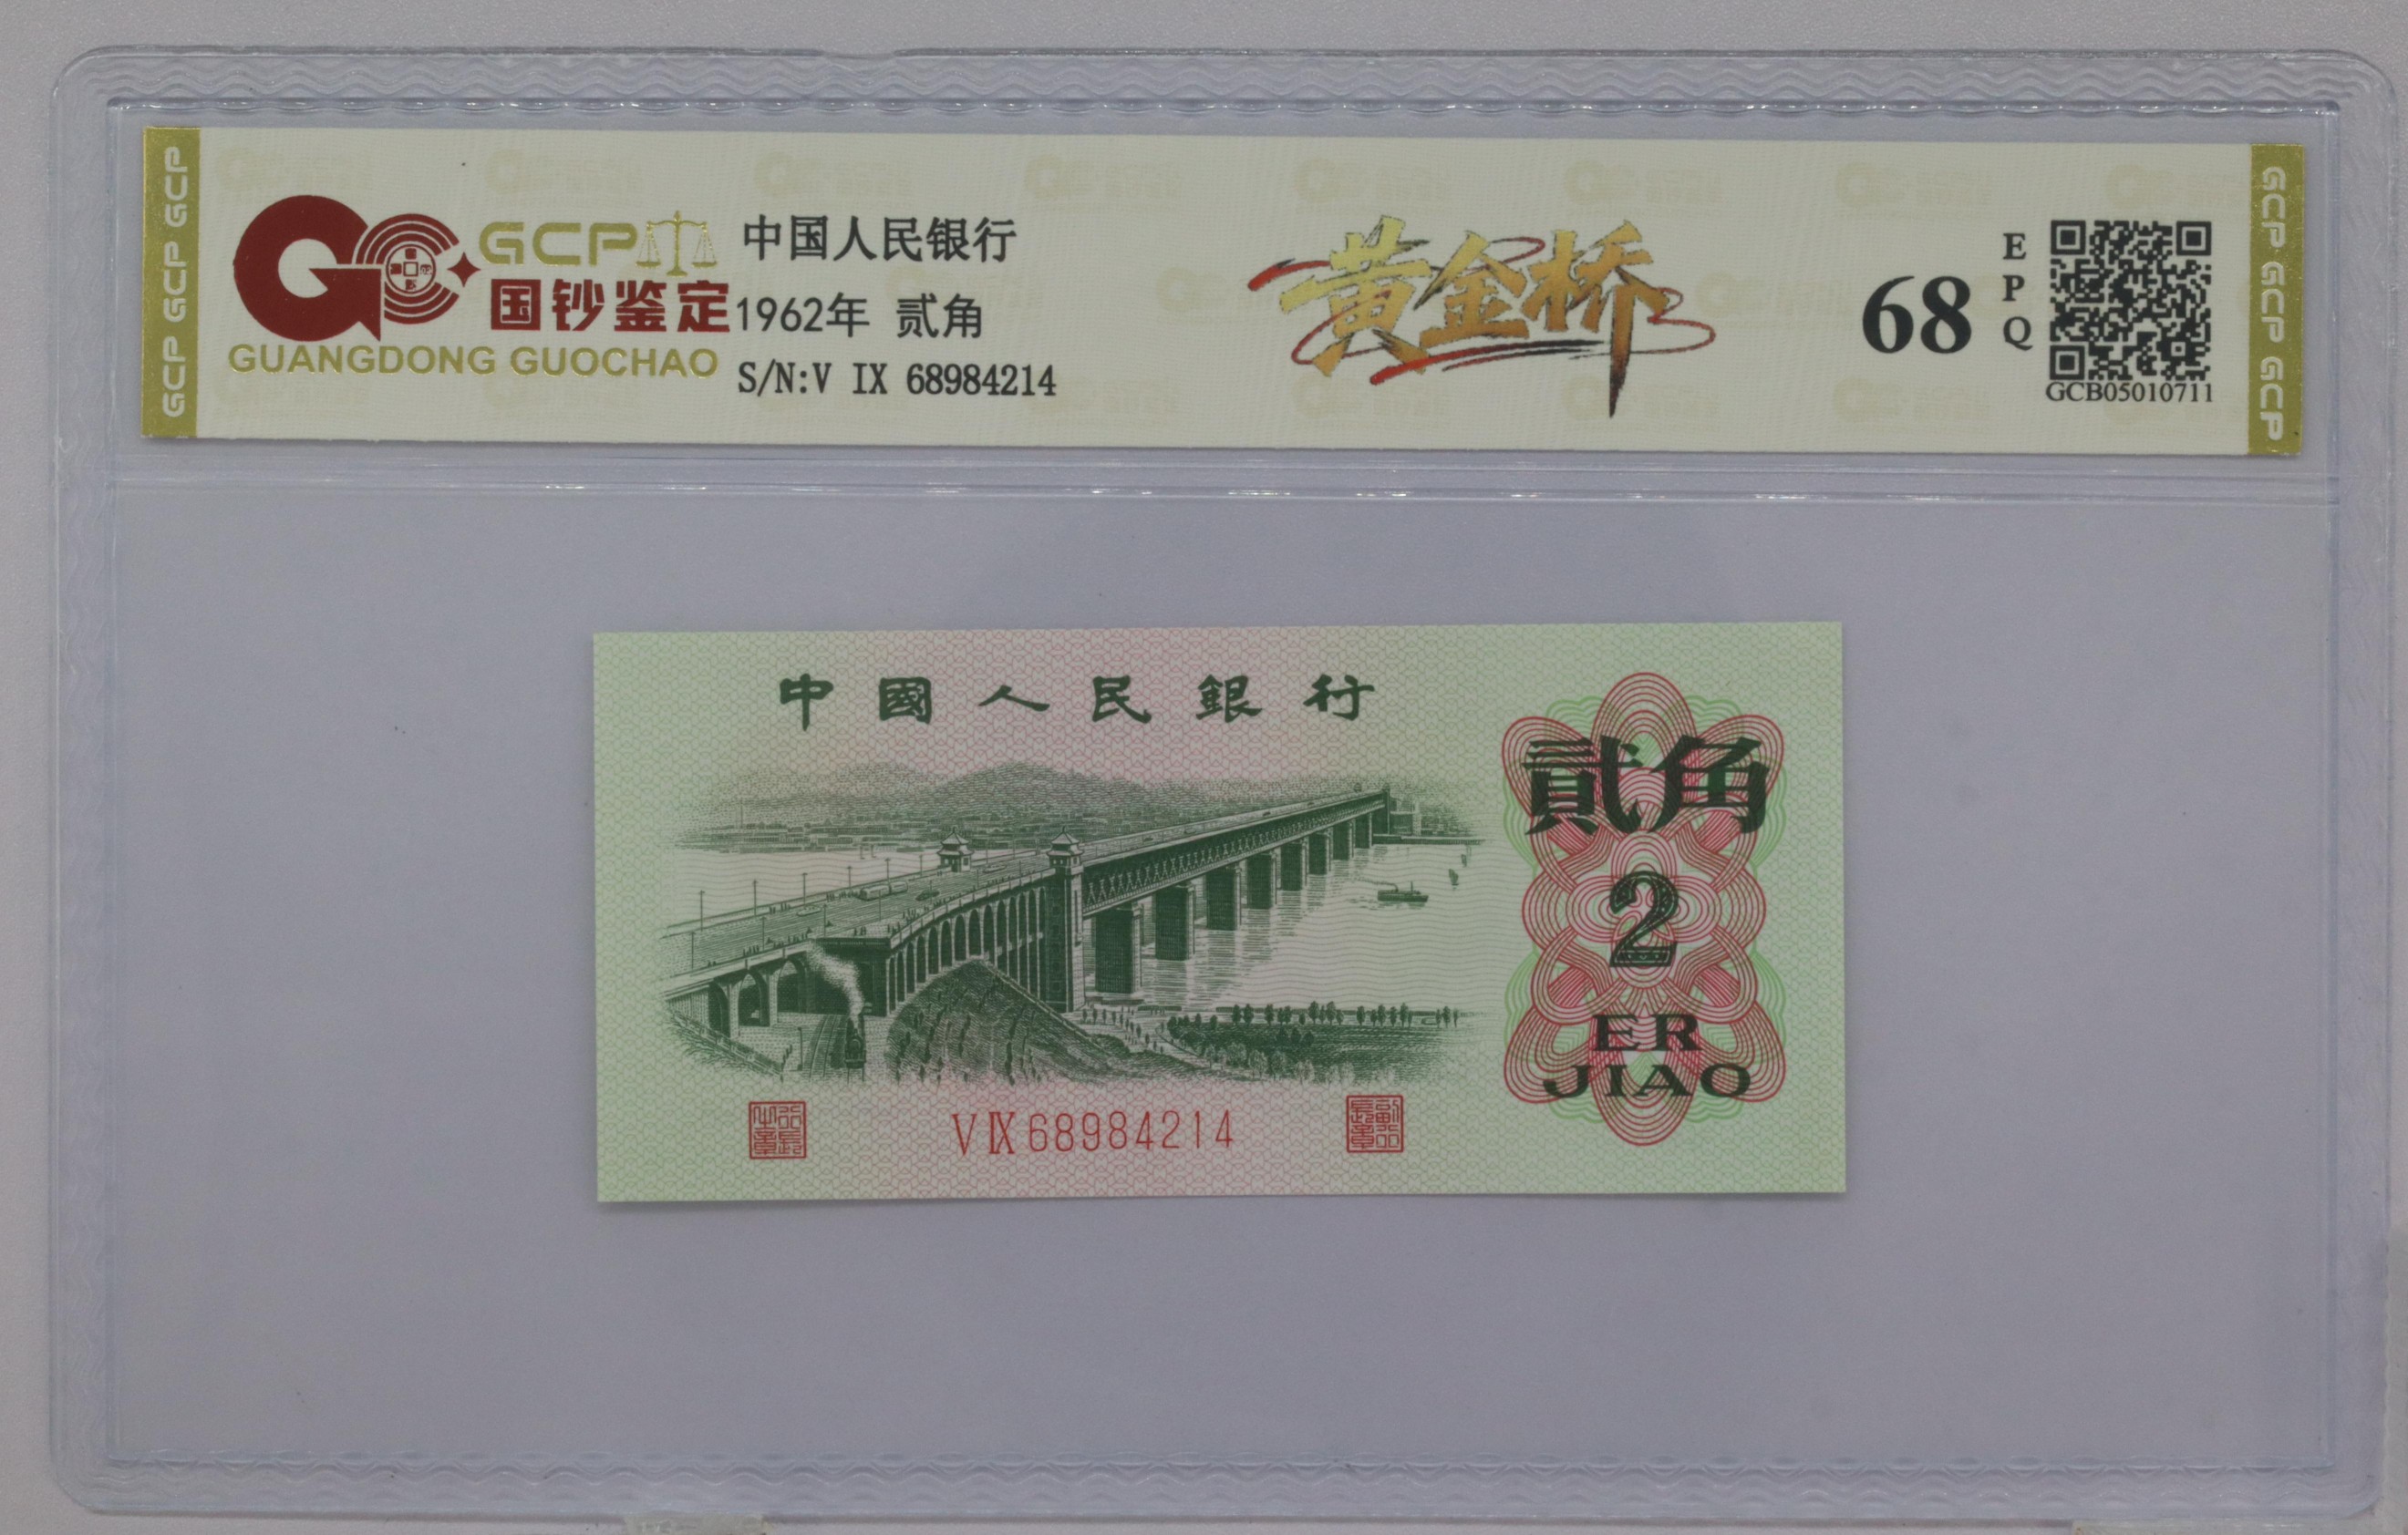 GCP GCP GCP
GCP
国钞鉴定
GUANGDONG GUOCHAO
中国人民银行
1962年 贰角
S/N:V IX 68984214
黄金桥
68
E
P
Q
GCB05010711
GCP GCP GCP
中國人民銀行
貳角
2
ER
JIAO
V IX 68984214